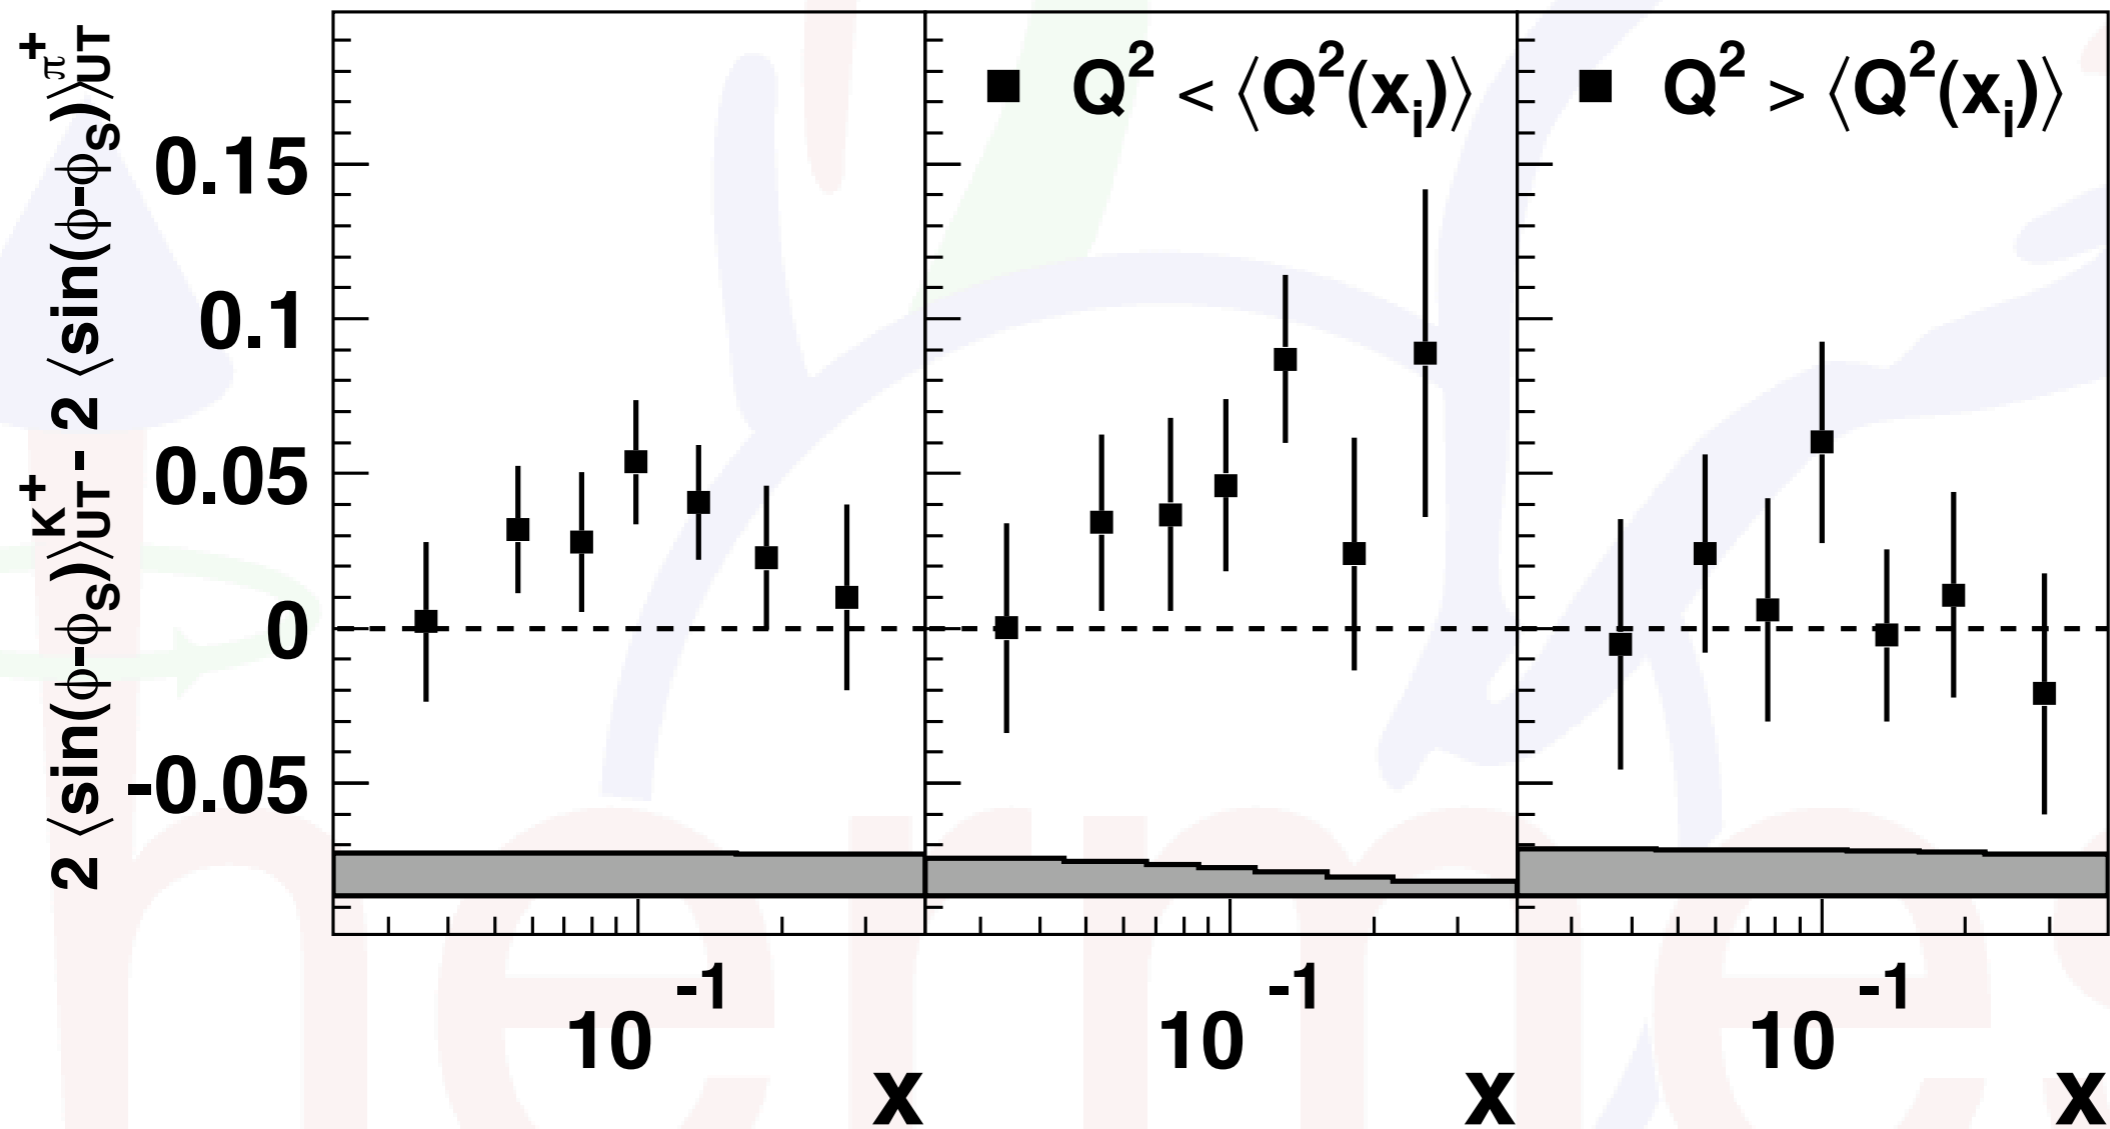 2 ⟨sin(ϕ-ϕS)⟩UT^K+ - 2 ⟨sin(ϕ-ϕS)⟩UT^π+
0.15
0.1
0.05
0
-0.05
Q² < ⟨Q²(xᵢ)⟩
Q² > ⟨Q²(xᵢ)⟩
10⁻¹
x
10⁻¹
x
10⁻¹
x
hermes